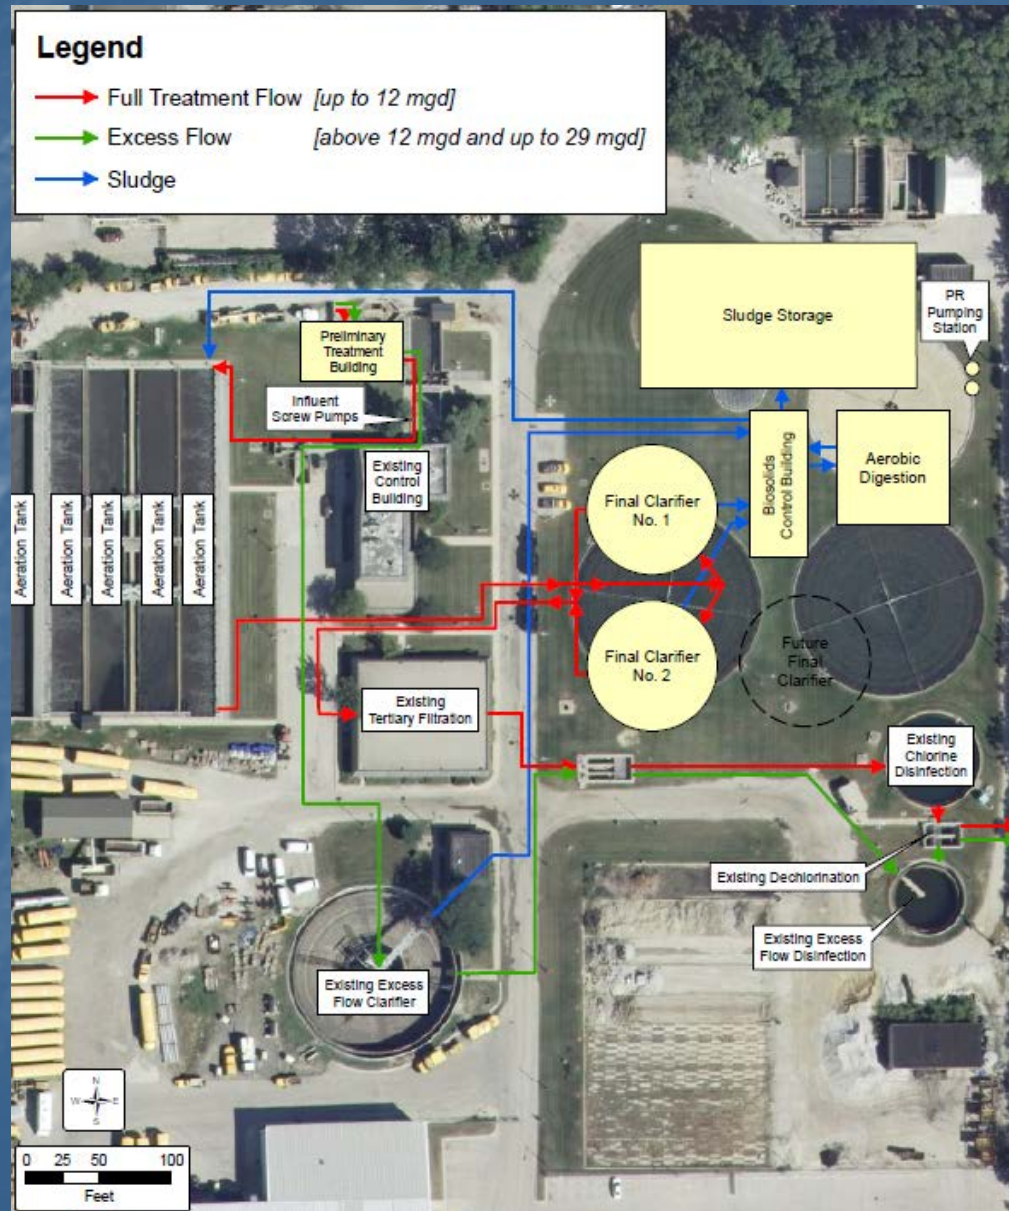 Legend
Full Treatment Flow [up to 12 mgd]
Excess Flow [above 12 mgd and up to 29 mgd]
Sludge
Preliminary
Treatment
Building
Influent
Screw Pumps
Existing
Control
Building
Sludge Storage
PR
Pumping
Station
Biosolids
Control Building
Aerobic
Digestion
Final Clarifier
No. 1
Final Clarifier
No. 2
Future
Final
Clarifier
Aeration Tank
Aeration Tank
Aeration Tank
Aeration Tank
Aeration Tank
Existing
Tertiary Filtration
Existing
Chlorine
Disinfection
Existing Dechlorination
Existing Excess
Flow Disinfection
Existing Excess
Flow Clarifier
N
W E
S
0 25 50 100
Feet